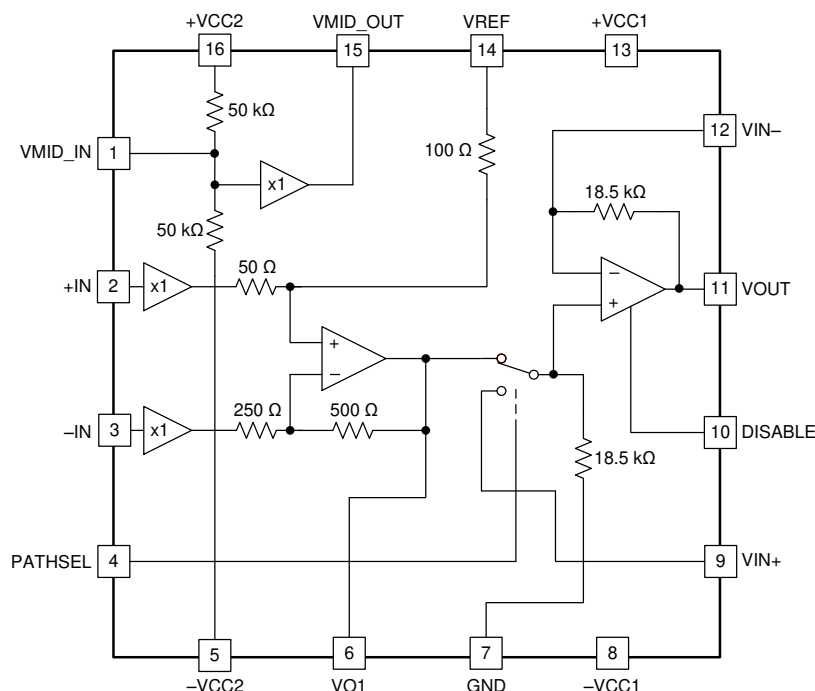 +VCC2 VMID_OUT VREF +VCC1
16 15 14 13
50 kΩ
12 VIN–
VMID_IN 1
100 Ω
x1
18.5 kΩ
50 kΩ
50 Ω
+IN 2 x1
–
11 VOUT
+
+
–
250 Ω 500 Ω
–IN 3 x1
10 DISABLE
18.5 kΩ
PATHSEL 4
9 VIN+
5 6 7 8
–VCC2 VO1 GND –VCC1